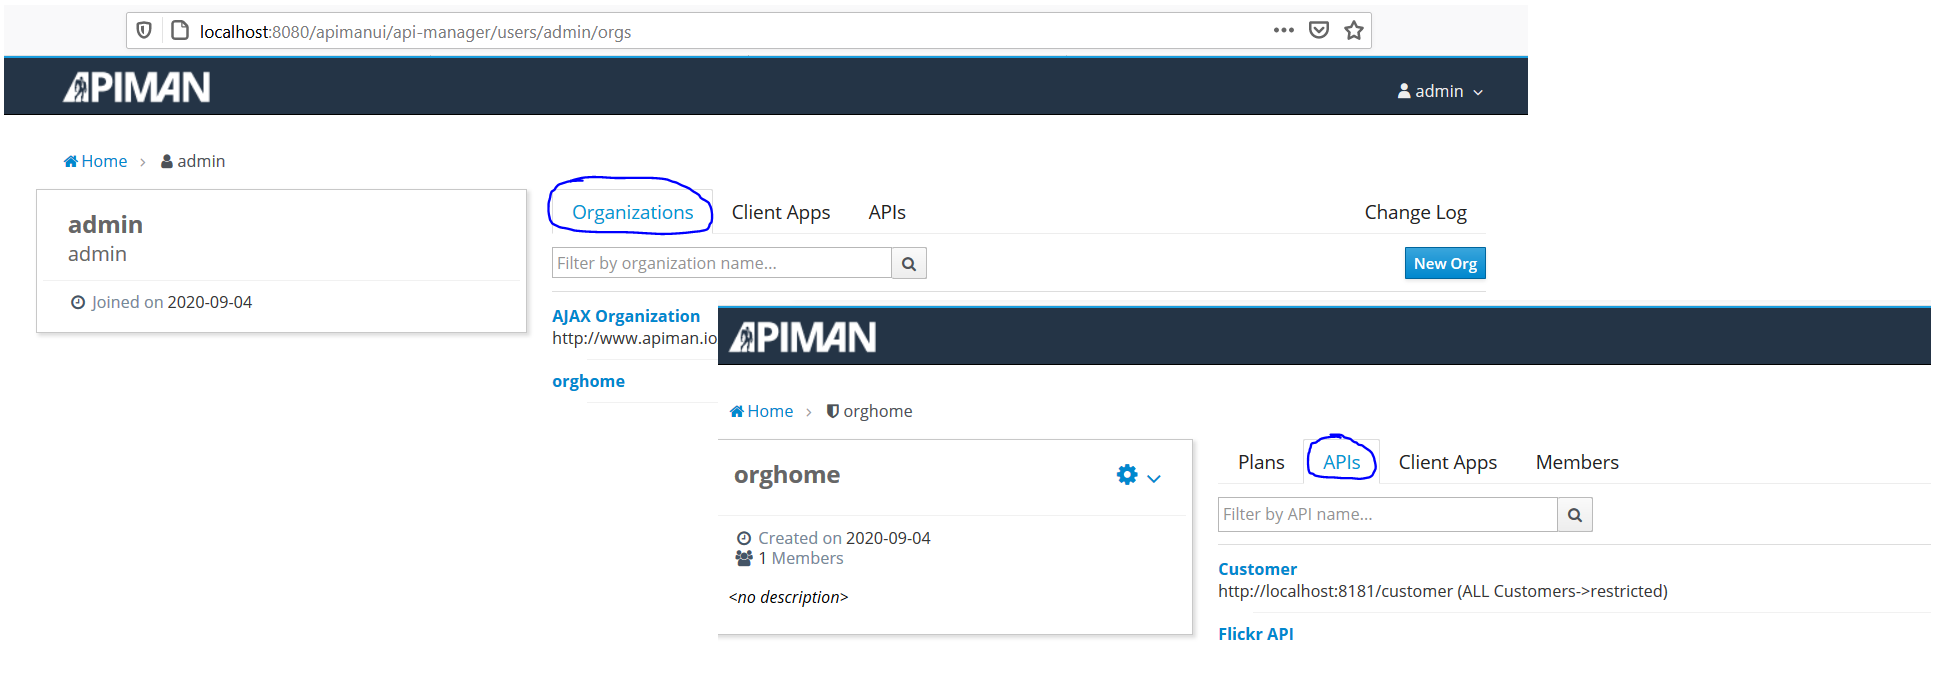 localhost:8080/apimanui/api-manager/users/admin/orgs
APIMAN
admin
Home > admin
admin
admin
Joined on 2020-09-04
Organizations Client Apps APIs Change Log
Filter by organization name...
New Org
AJAX Organization
http://www.apiman.io
orghome
APIMAN
Home > orghome
orghome
Created on 2020-09-04
1 Members
<no description>
Plans APIs Client Apps Members
Filter by API name...
Customer
http://localhost:8181/customer (ALL Customers->restricted)
Flickr API